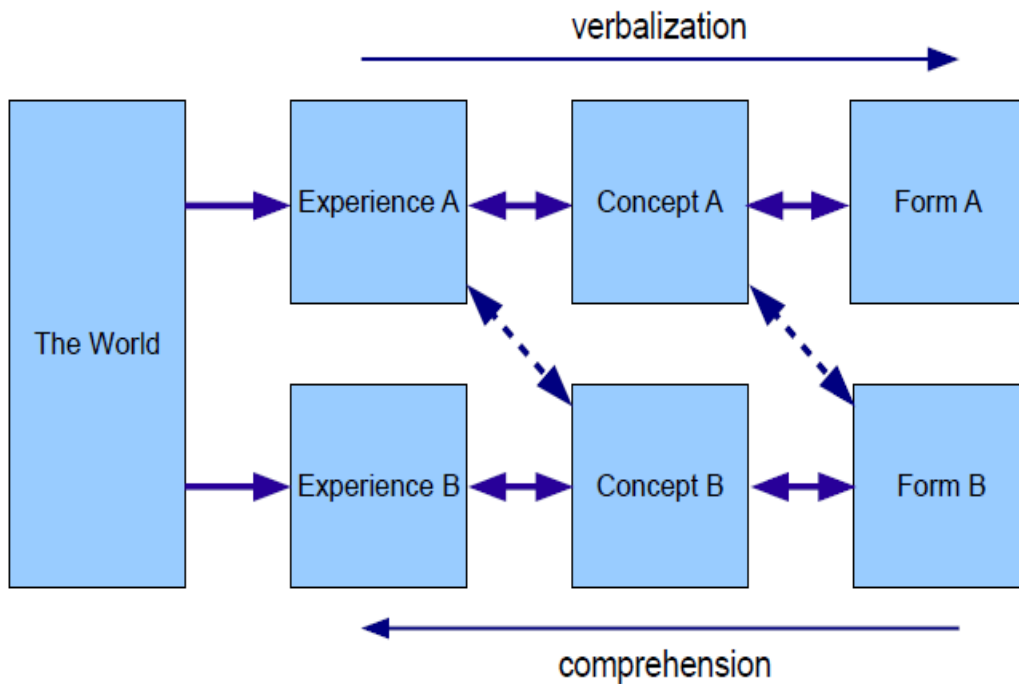 verbalization
Experience A
Concept A
Form A
The World
Experience B
Concept B
Form B
comprehension